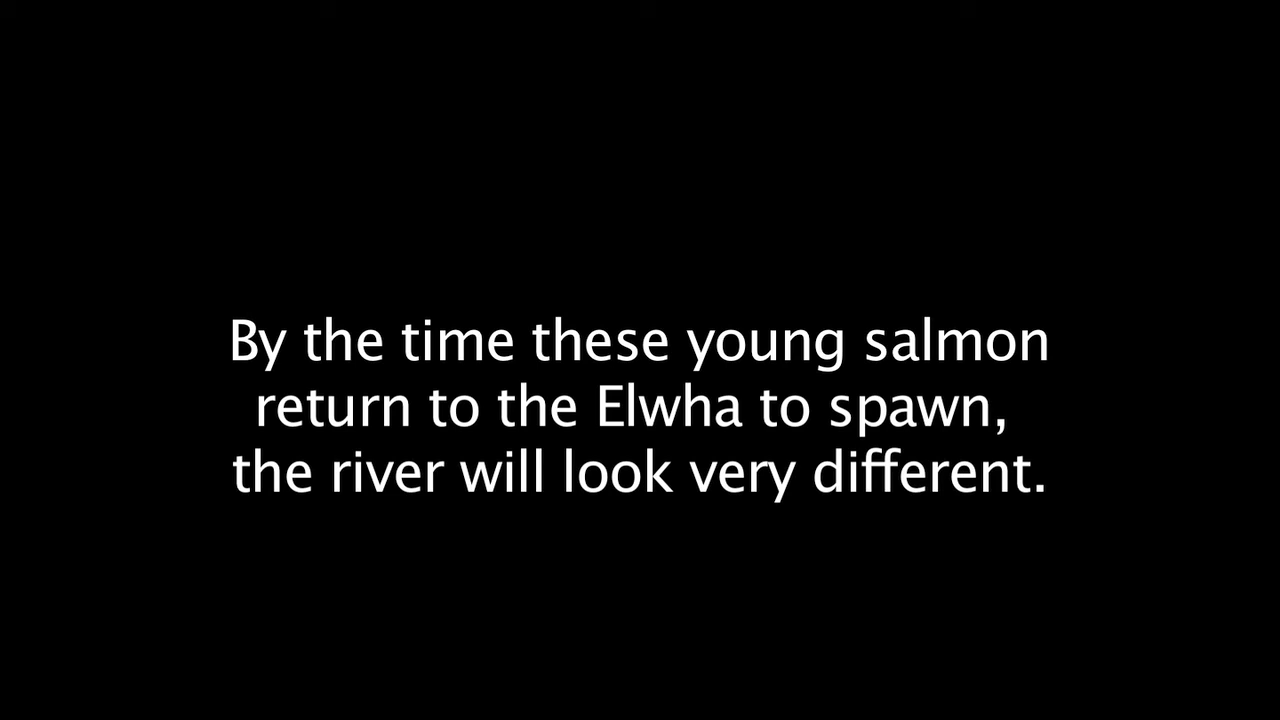 By the time these young salmon
return to the Elwha to spawn,
the river will look very different.